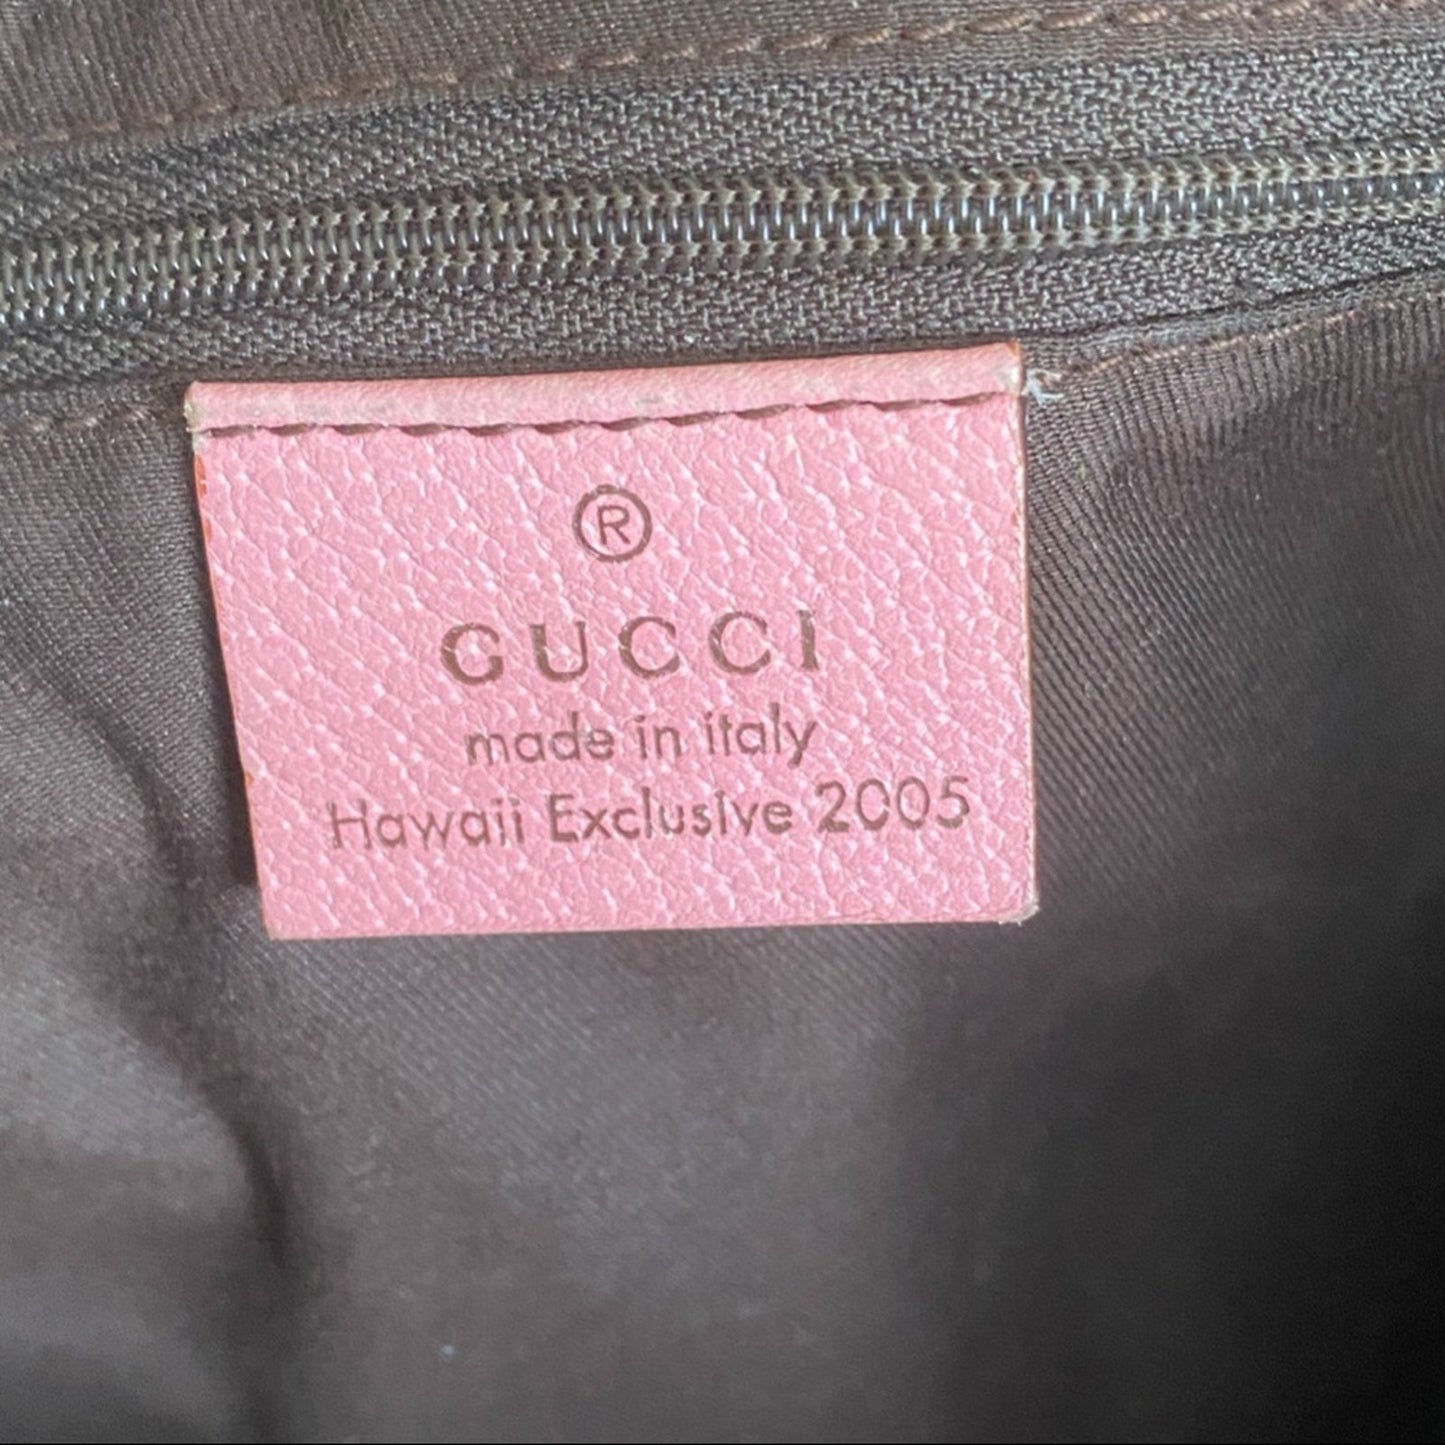 ®
GUCCI
made in italy
Hawaii Exclusive 2005